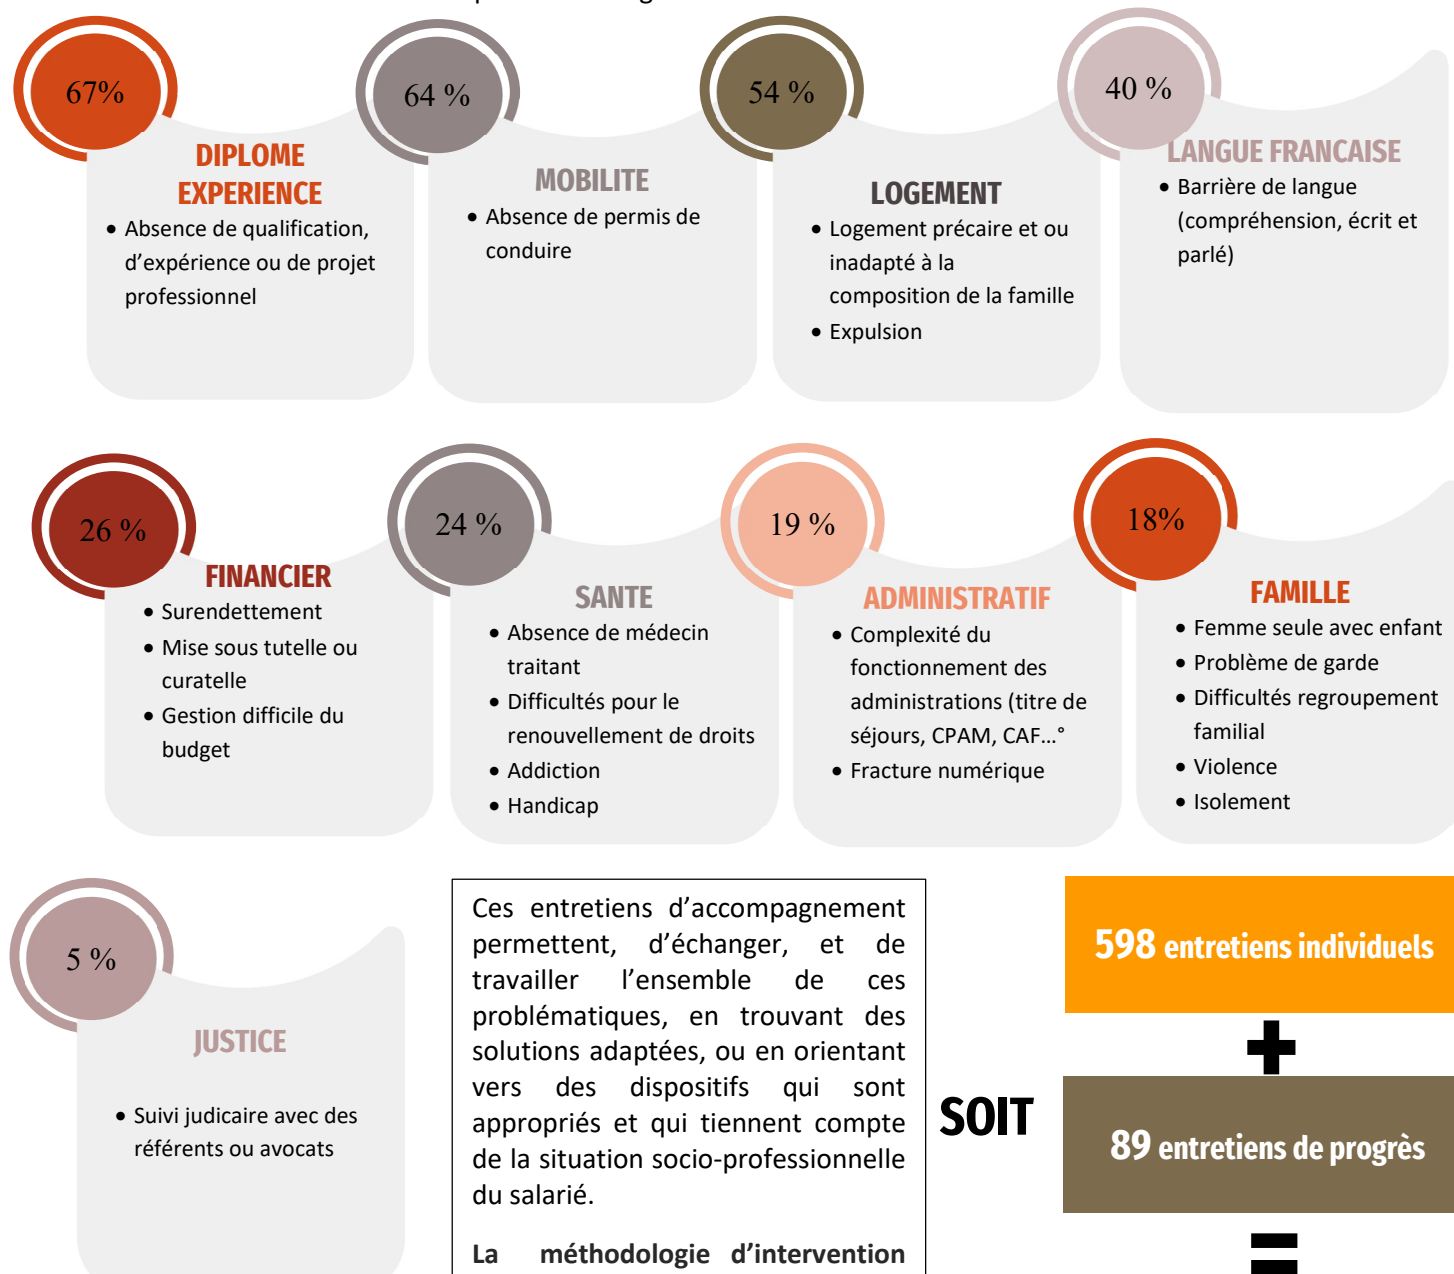 67%
DIPLOME
EXPERIENCE
• Absence de qualification,
d’expérience ou de projet
professionnel
64 %
MOBILITE
• Absence de permis de
conduire
54 %
LOGEMENT
• Logement précaire et ou
inadapté à la
composition de la famille
• Expulsion
40 %
LANGUE FRANCAISE
• Barrière de langue
(compréhension, écrit et
parlé)
26 %
FINANCIER
• Surendettement
• Mise sous tutelle ou
curatelle
• Gestion difficile du
budget
24 %
SANTE
• Absence de médecin
traitant
• Difficultés pour le
renouvellement de droits
• Addiction
• Handicap
19 %
ADMINISTRATIF
• Complexité du
fonctionnement des
administrations (titre de
séjours, CPAM, CAF…°
• Fracture numérique
18%
FAMILLE
• Femme seule avec enfant
• Problème de garde
• Difficultés regroupement
familial
• Violence
• Isolement
5 %
JUSTICE
• Suivi judicaire avec des
référents ou avocats
Ces entretiens d’accompagnement
permettent, d’échanger, et de
travailler l’ensemble de ces
problématiques, en trouvant des
solutions adaptées, ou en orientant
vers des dispositifs qui sont
appropriés et qui tiennent compte
de la situation socio-professionnelle
du salarié.
La méthodologie d’intervention
SOIT
598 entretiens individuels
+
89 entretiens de progrès
=